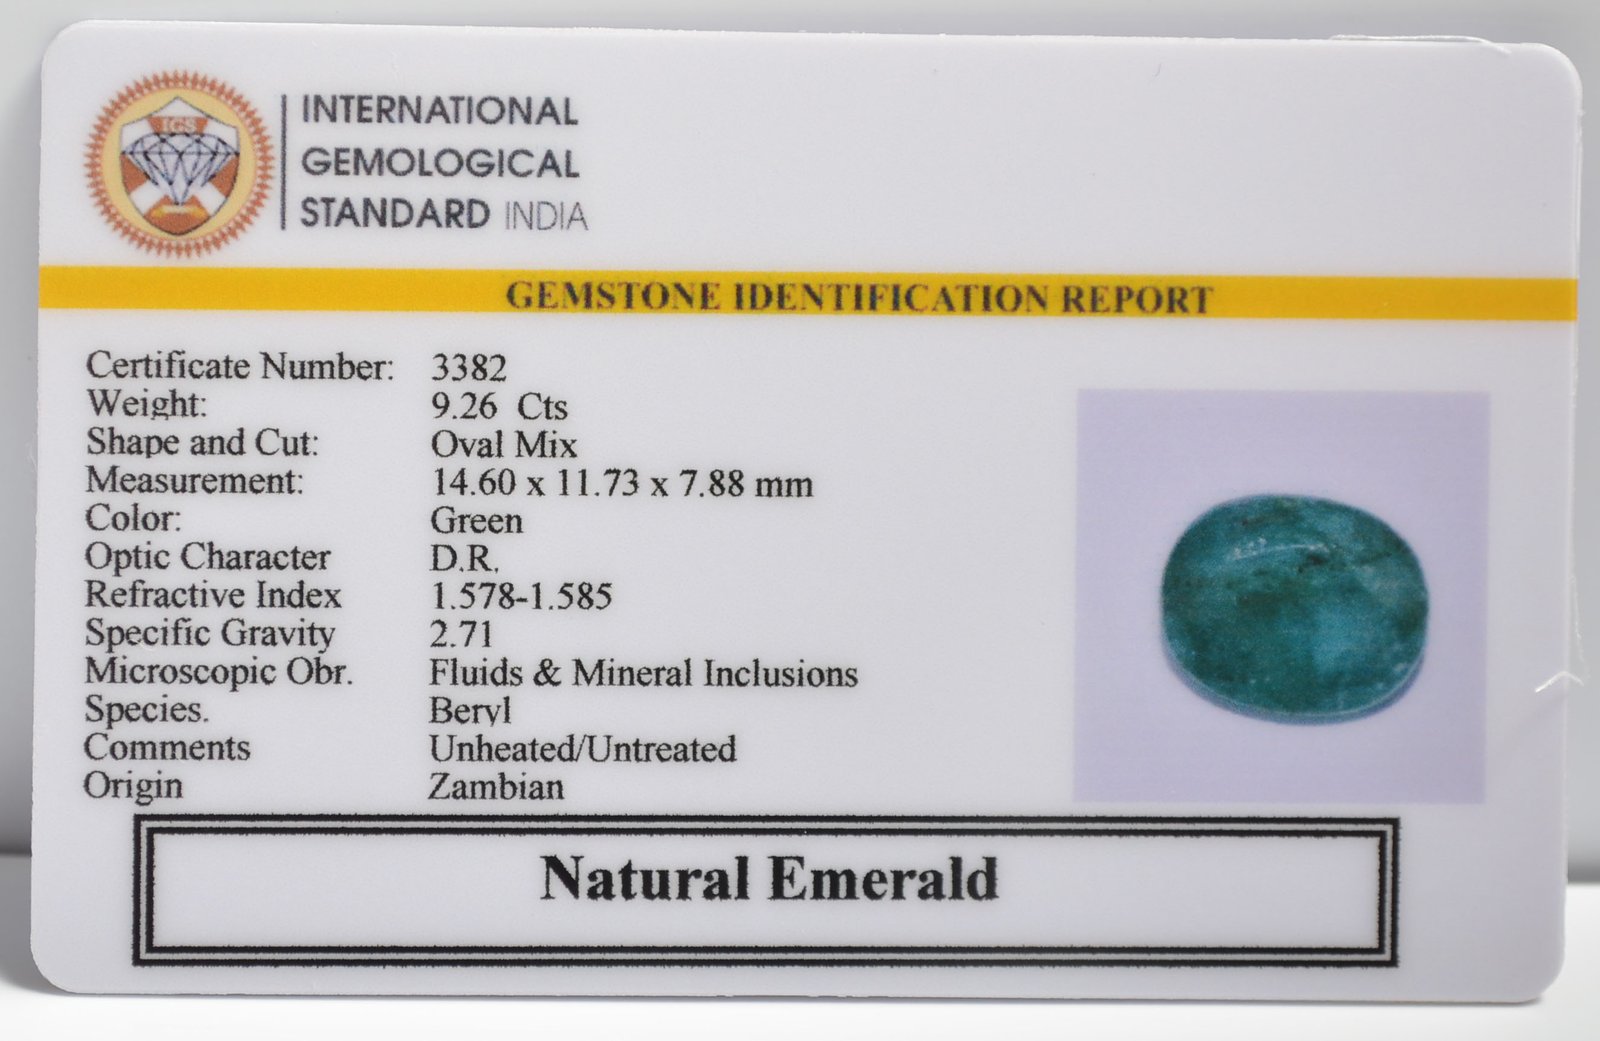 IGS
INTERNATIONAL
GEMOLOGICAL
STANDARD INDIA
GEMSTONE IDENTIFICATION REPORT
Certificate Number: 3382
Weight: 9.26 Cts
Shape and Cut: Oval Mix
Measurement: 14.60 x 11.73 x 7.88 mm
Color: Green
Optic Character D.R.
Refractive Index 1.578-1.585
Specific Gravity 2.71
Microscopic Obr. Fluids & Mineral Inclusions
Species. Beryl
Comments Unheated/Untreated
Origin Zambian
Natural Emerald